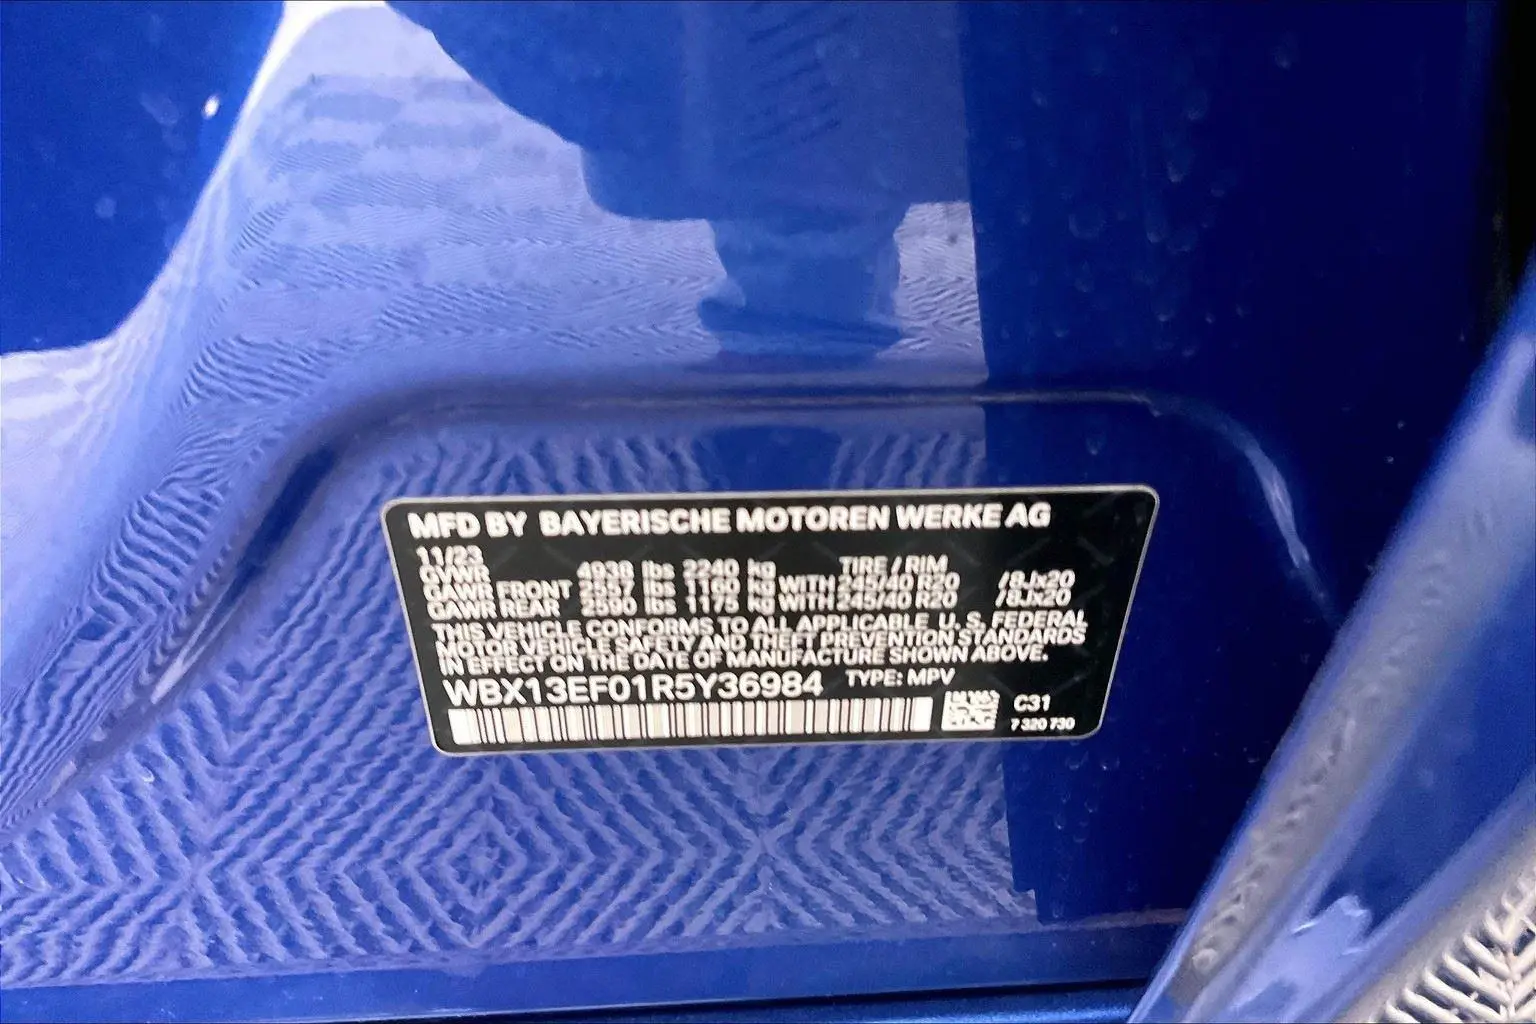 MFD BY BAYERISCHE MOTOREN WERKE AG
11/23
GVWR 4938 lbs 2240 kg TIRE / RIM
GAWR FRONT 2557 lbs 1160 kg WITH 245/40 R20 /8Jx20
GAWR REAR 2590 lbs 1175 kg WITH 245/40 R20 /8Jx20
THIS VEHICLE CONFORMS TO ALL APPLICABLE U. S. FEDERAL
MOTOR VEHICLE SAFETY AND THEFT PREVENTION STANDARDS
IN EFFECT ON THE DATE OF MANUFACTURE SHOWN ABOVE.
WBX13EF01R5Y36984 TYPE: MPV
C31
7 320 730